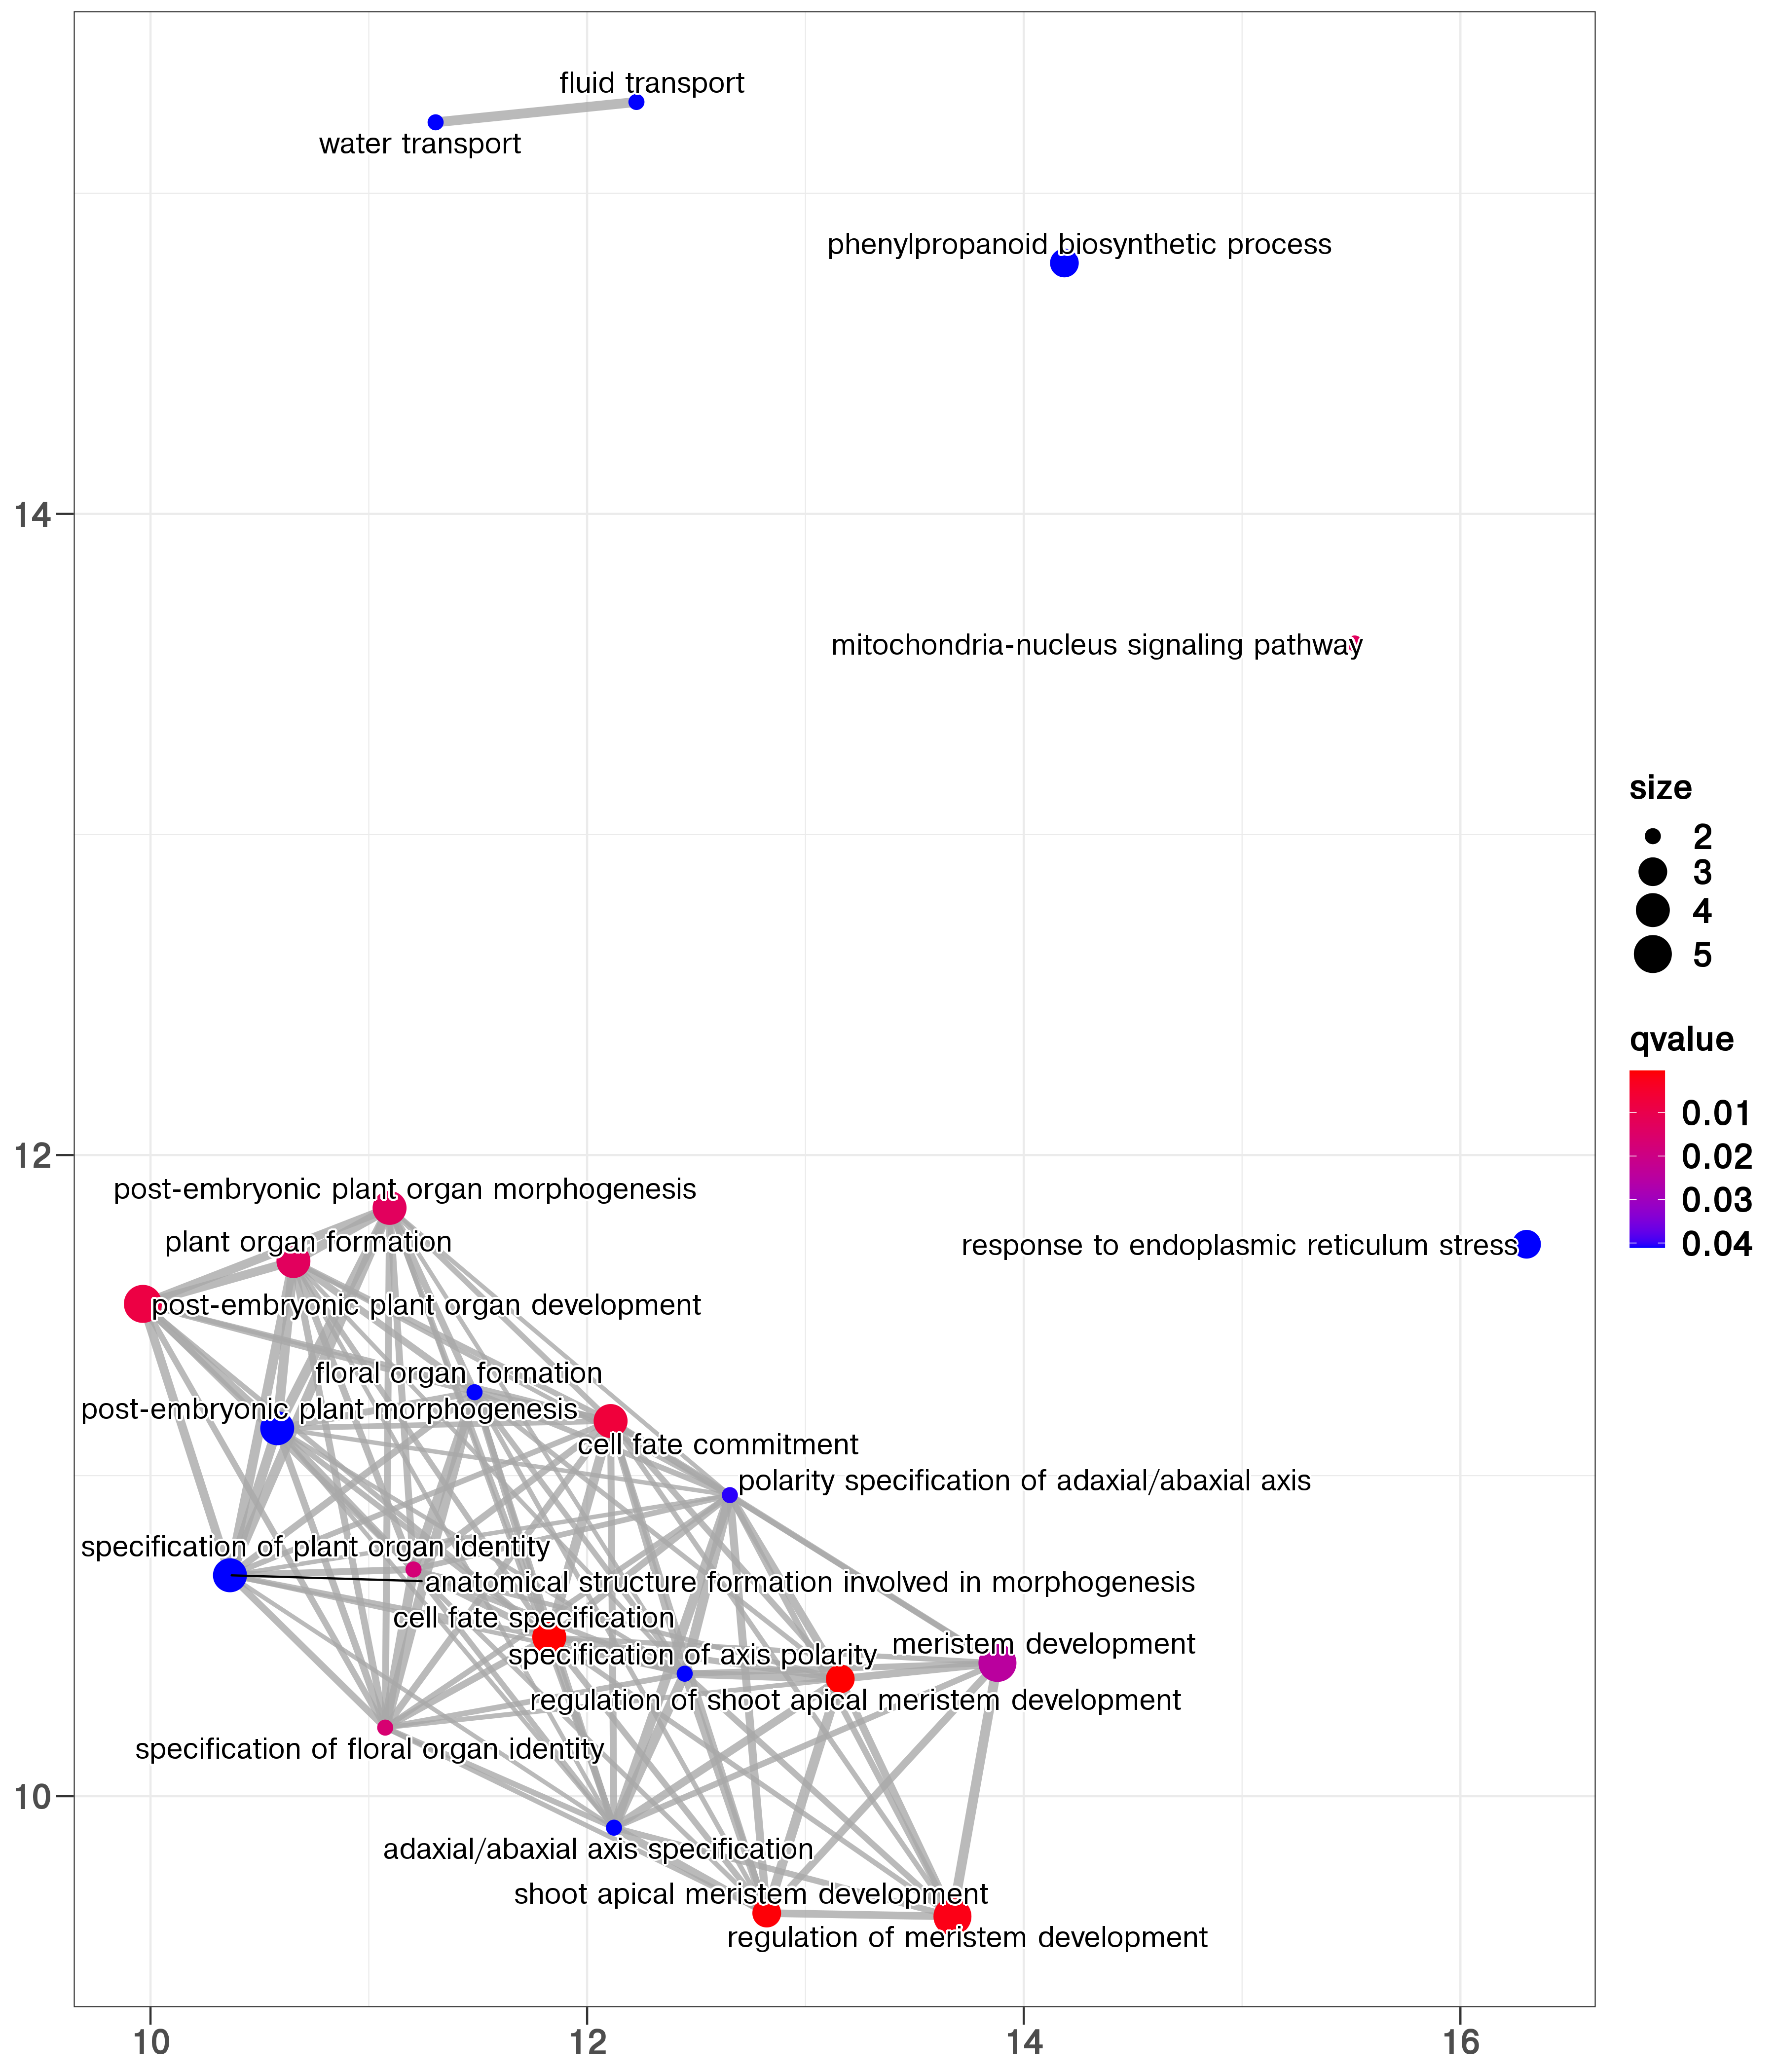 fluid transport
water transport
phenylpropanoid biosynthetic process
14
mitochondria-nucleus signaling pathway
size
2
3
4
5
qvalue
0.01
0.02
0.03
0.04
12
post-embryonic plant organ morphogenesis
plant organ formation
response to endoplasmic reticulum stress
post-embryonic plant organ development
floral organ formation
post-embryonic plant morphogenesis
cell fate commitment
polarity specification of adaxial/abaxial axis
specification of plant organ identity
anatomical structure formation involved in morphogenesis
cell fate specification
meristem development
specification of axis polarity
regulation of shoot apical meristem development
specification of floral organ identity
10
adaxial/abaxial axis specification
shoot apical meristem development
regulation of meristem development
10
12
14
16